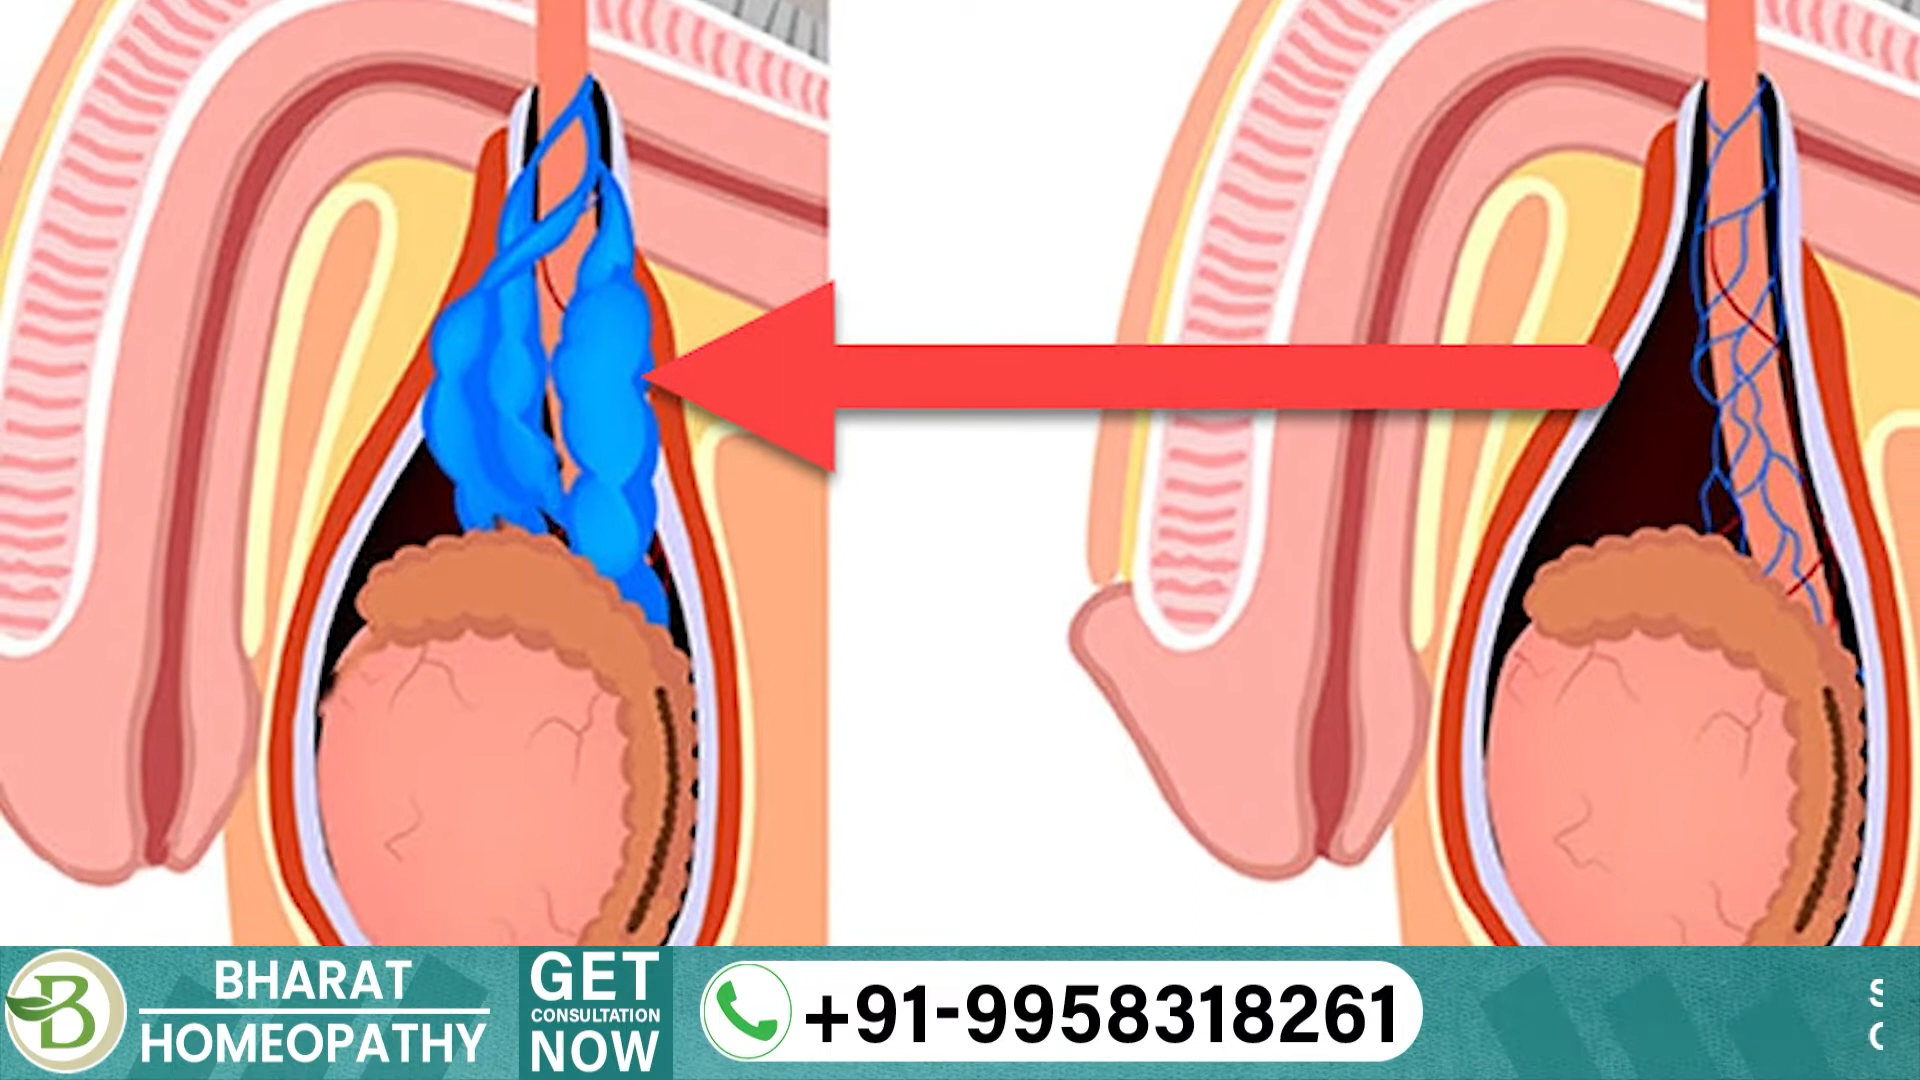 B
BHARAT
HOMEOPATHY
GET
CONSULTATION
NOW
+91-9958318261